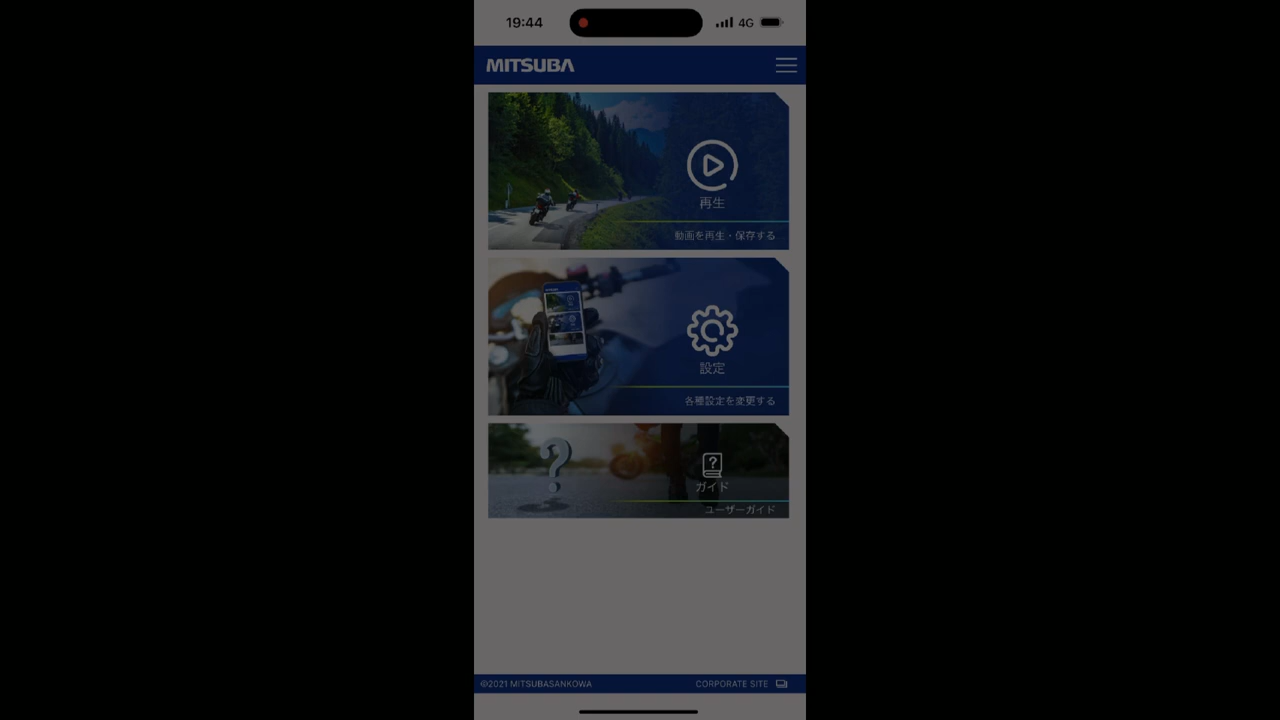 19:44
4G
MITSUBA
再生
動画を再生・保存する
設定
各種設定を変更する
ガイド
ユーザーガイド
©2021 MITSUBASANKOWA
CORPORATE SITE